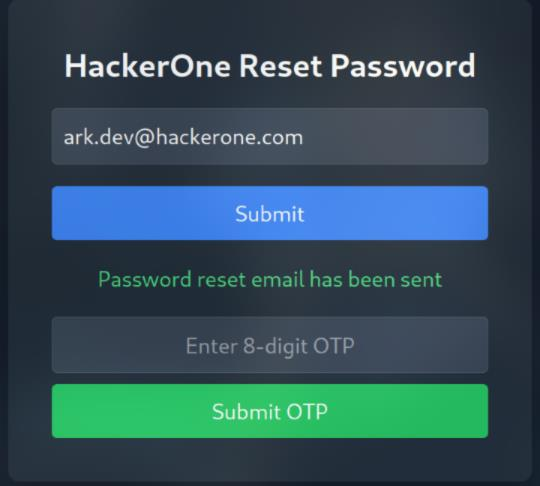 HackerOne Reset Password
ark.dev@hackerone.com
Submit
Password reset email has been sent
Enter 8-digit OTP
Submit OTP